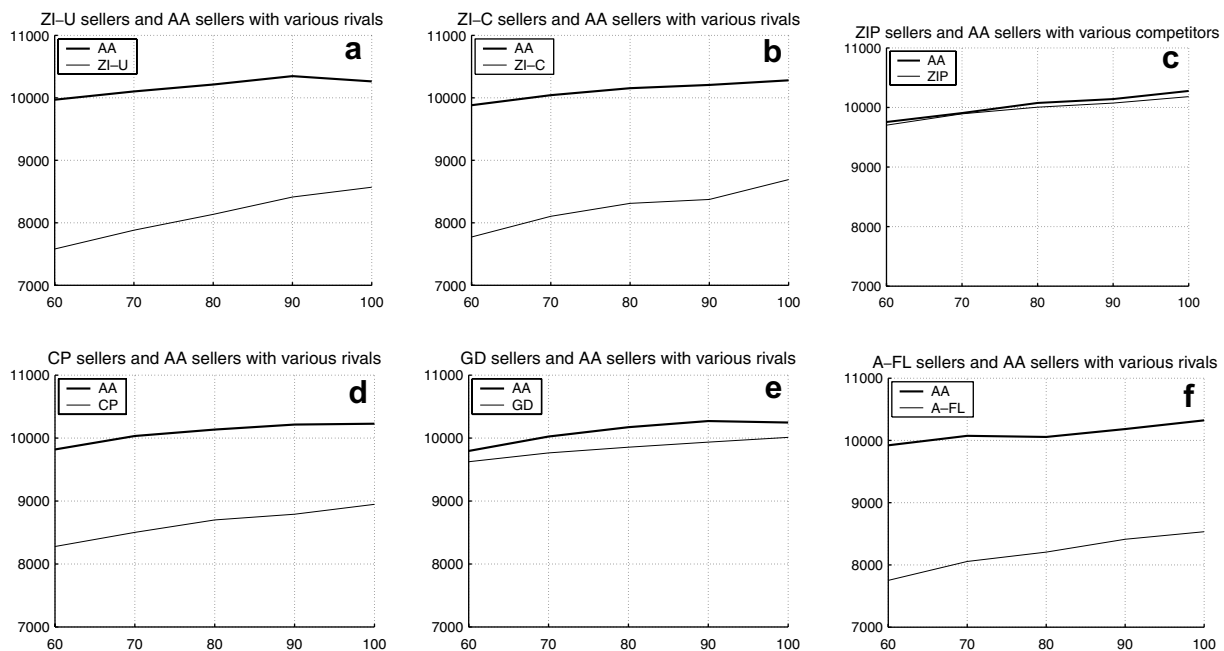 ZI–U sellers and AA sellers with various rivals
11000
10000
9000
8000
7000
60 70 80 90 100
AA
ZI–U
a
ZI–C sellers and AA sellers with various rivals
11000
10000
9000
8000
7000
60 70 80 90 100
AA
ZI–C
b
ZIP sellers and AA sellers with various competitors
11000
10000
9000
8000
7000
60 70 80 90 100
AA
ZIP
c
CP sellers and AA sellers with various rivals
11000
10000
9000
8000
7000
60 70 80 90 100
AA
CP
d
GD sellers and AA sellers with various rivals
11000
10000
9000
8000
7000
60 70 80 90 100
AA
GD
e
A–FL sellers and AA sellers with various rivals
11000
10000
9000
8000
7000
60 70 80 90 100
AA
A–FL
f